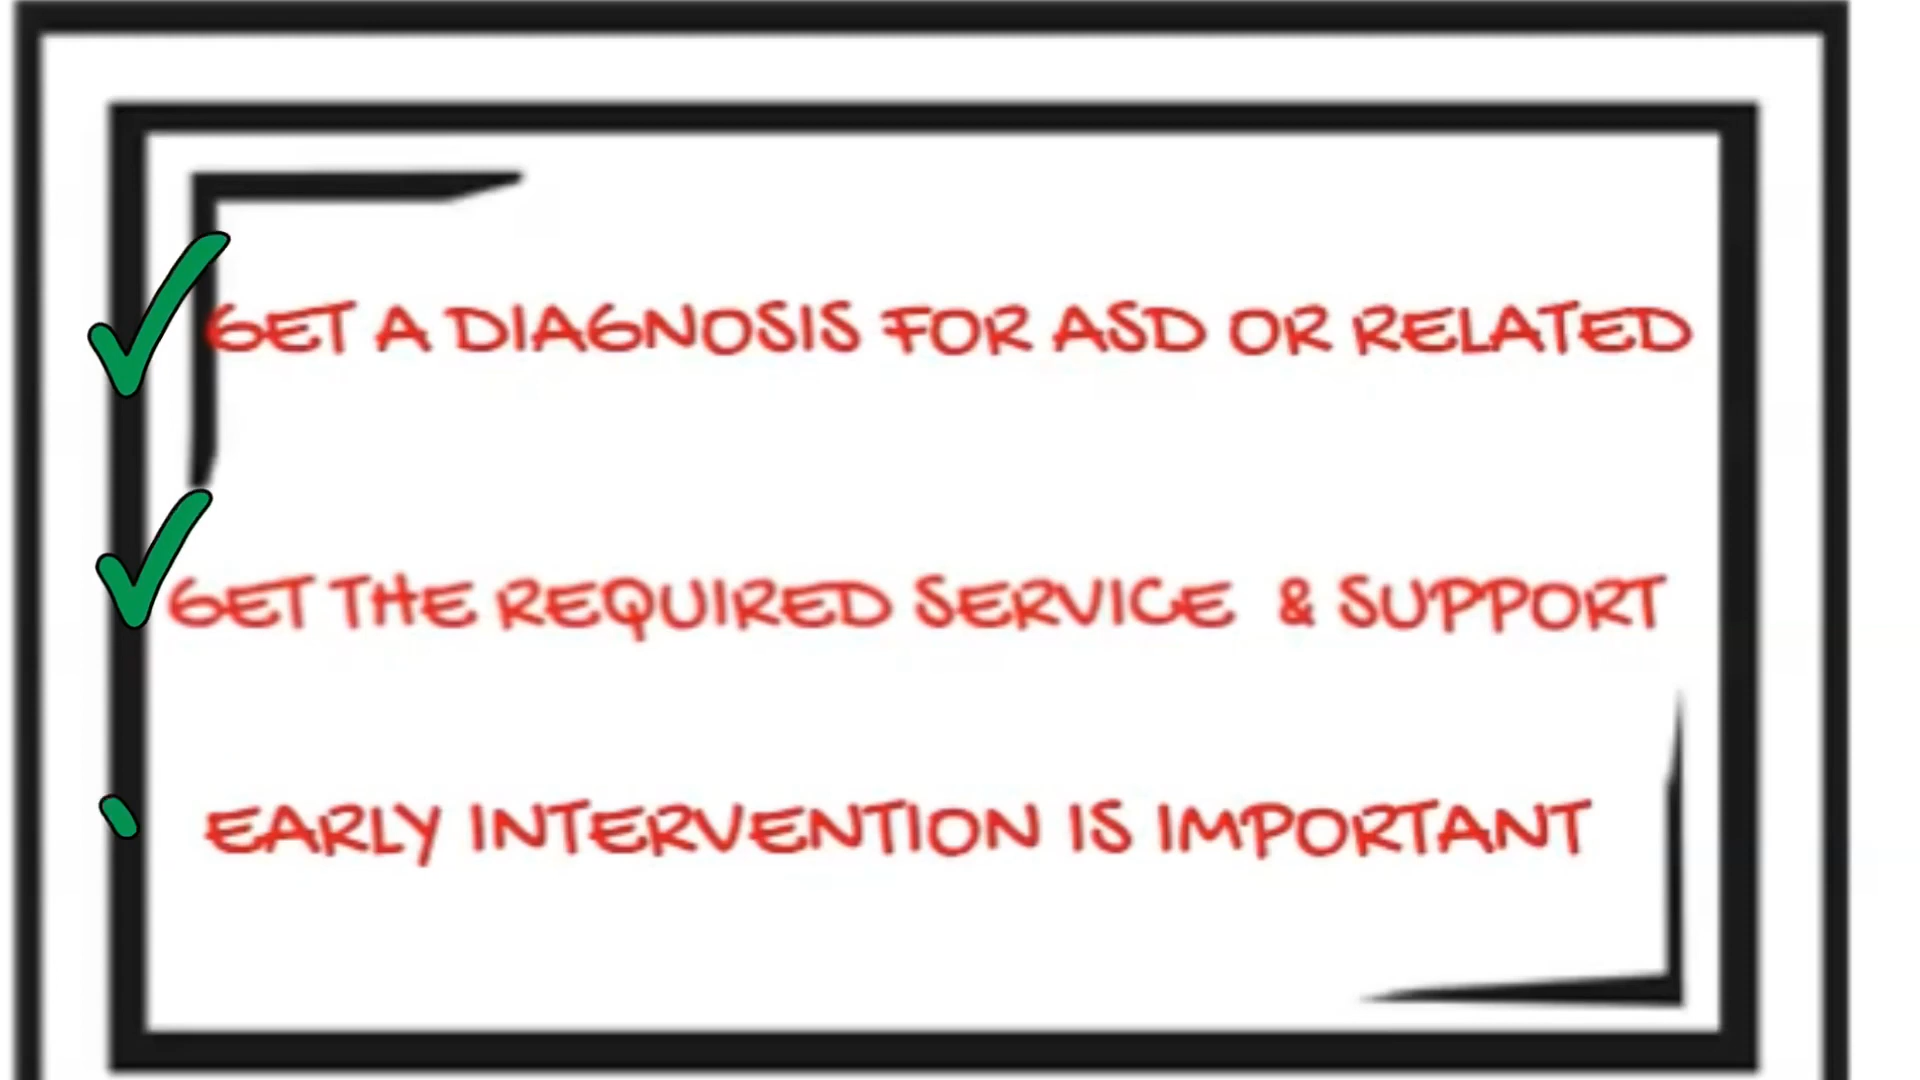 GET A DIAGNOSIS FOR ASD OR RELATED
GET THE REQUIRED SERVICE & SUPPORT
EARLY INTERVENTION IS IMPORTANT